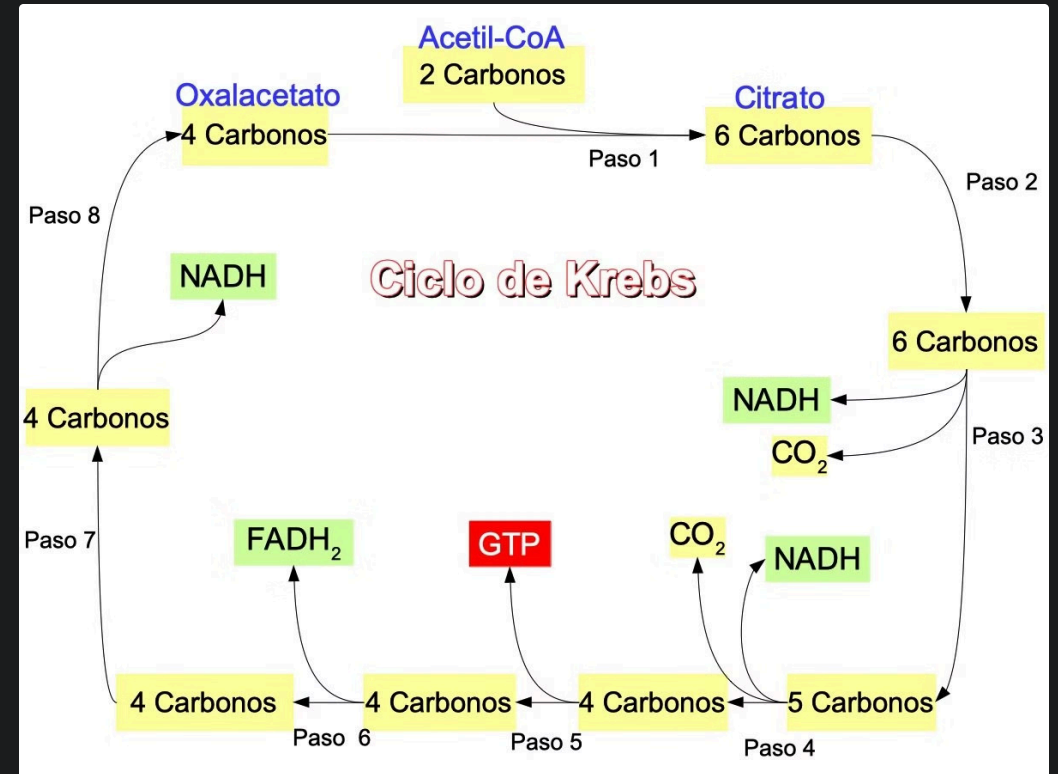 Acetil-CoA
2 Carbonos
Oxalacetato
4 Carbonos
Citrato
6 Carbonos
Paso 1
Paso 2
Paso 8
NADH
Ciclo de Krebs
6 Carbonos
NADH
CO₂
Paso 3
4 Carbonos
Paso 7
FADH₂
GTP
CO₂
NADH
4 Carbonos
4 Carbonos
4 Carbonos
5 Carbonos
Paso 6
Paso 5
Paso 4